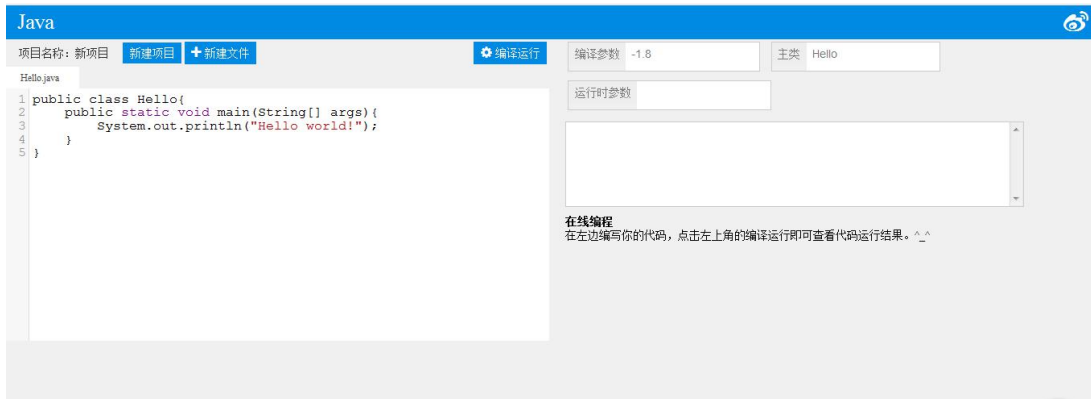 Java
项目名称：新项目 新建项目 新建文件 编译运行
Hello.java
1 public class Hello{
2     public static void main(String[] args){
3         System.out.println("Hello world!");
4     }
5 }
编译参数 -1.8 主类 Hello
运行时参数
在线编程
在左边编写你的代码，点击左上角的编译运行即可查看代码运行结果。^_^